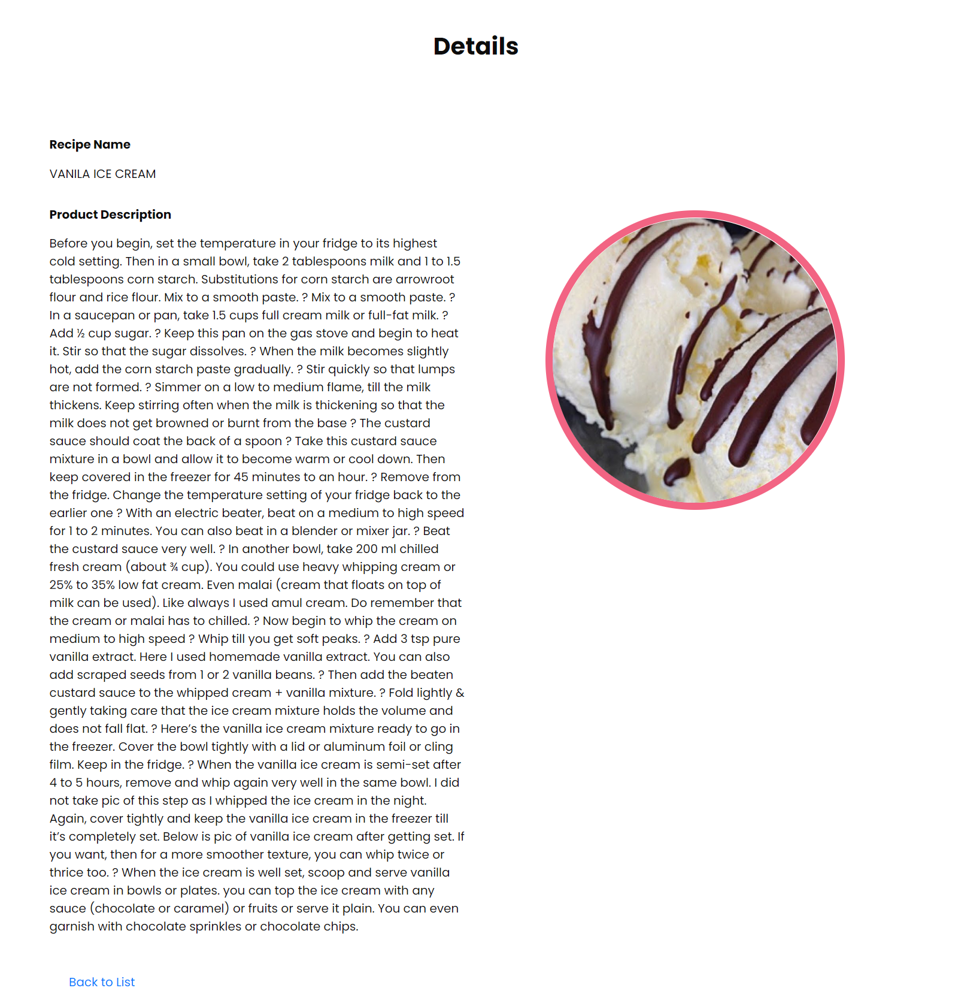 Details
Recipe Name
VANILA ICE CREAM
Product Description
Before you begin, set the temperature in your fridge to its highest
cold setting. Then in a small bowl, take 2 tablespoons milk and 1 to 1.5
tablespoons corn starch. Substitutions for corn starch are arrowroot
flour and rice flour. Mix to a smooth paste. ? Mix to a smooth paste. ?
In a saucepan or pan, take 1.5 cups full cream milk or full-fat milk. ?
Add ½ cup sugar. ? Keep this pan on the gas stove and begin to heat
it. Stir so that the sugar dissolves. ? When the milk becomes slightly
hot, add the corn starch paste gradually. ? Stir quickly so that lumps
are not formed. ? Simmer on a low to medium flame, till the milk
thickens. Keep stirring often when the milk is thickening so that the
milk does not get browned or burnt from the base ? The custard
sauce should coat the back of a spoon ? Take this custard sauce
mixture in a bowl and allow it to become warm or cool down. Then
keep covered in the freezer for 45 minutes to an hour. ? Remove from
the fridge. Change the temperature setting of your fridge back to the
earlier one ? With an electric beater, beat on a medium to high speed
for 1 to 2 minutes. You can also beat in a blender or mixer jar. ? Beat
the custard sauce very well. ? In another bowl, take 200 ml chilled
fresh cream (about ¾ cup). You could use heavy whipping cream or
25% to 35% low fat cream. Even malai (cream that floats on top of
milk can be used). Like always I used amul cream. Do remember that
the cream or malai has to chilled. ? Now begin to whip the cream on
medium to high speed ? Whip till you get soft peaks. ? Add 3 tsp pure
vanilla extract. Here I used homemade vanilla extract. You can also
add scraped seeds from 1 or 2 vanilla beans. ? Then add the beaten
custard sauce to the whipped cream + vanilla mixture. ? Fold lightly &
gently taking care that the ice cream mixture holds the volume and
does not fall flat. ? Here’s the vanilla ice cream mixture ready to go in
the freezer. Cover the bowl tightly with a lid or aluminum foil or cling
film. Keep in the fridge. ? When the vanilla ice cream is semi-set after
4 to 5 hours, remove and whip again very well in the same bowl. I did
not take pic of this step as I whipped the ice cream in the night.
Again, cover tightly and keep the vanilla ice cream in the freezer till
it’s completely set. Below is pic of vanilla ice cream after getting set. If
you want, then for a more smoother texture, you can whip twice or
thrice too. ? When the ice cream is well set, scoop and serve vanilla
ice cream in bowls or plates. you can top the ice cream with any
sauce (chocolate or caramel) or fruits or serve it plain. You can even
garnish with chocolate sprinkles or chocolate chips.
Back to List